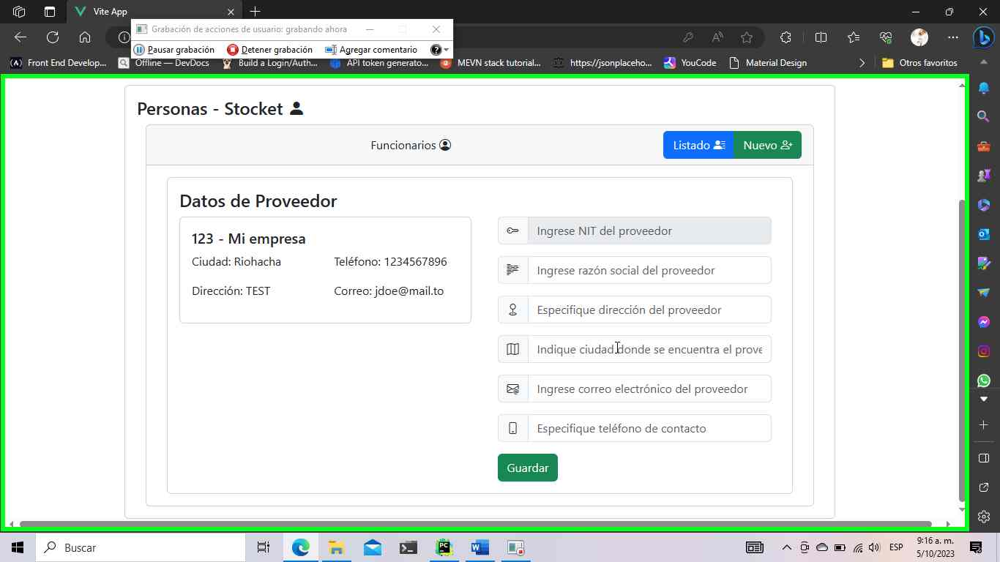 Vite App
Grabación de acciones de usuario: grabando ahora
Pausar grabación
Detener grabación
Agregar comentario
Front End Develop...
Offline — DevDocs
Build a Login/Auth...
API token generato...
MEVN stack tutorial...
https://jsonplaceho...
YouCode
Material Design
Otros favoritos
Personas - Stocket
Funcionarios
Listado
Nuevo
Datos de Proveedor
123 - Mi empresa
Ciudad: Riohacha
Teléfono: 1234567896
Dirección: TEST
Correo: jdoe@mail.to
Ingrese NIT del proveedor
Ingrese razón social del proveedor
Especifique dirección del proveedor
Indique ciudad donde se encuentra el prove
Ingrese correo electrónico del proveedor
Especifique teléfono de contacto
Guardar
Buscar
ESP
9:16 a. m.
5/10/2023